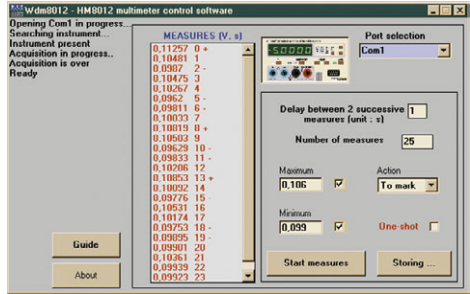 Wdm8012 - HM8012 multimeter control software
Opening Com1 in progress...
Searching instrument...
Instrument present
Acquisition in progress..
Acquisition is over
Ready
MEASURES (V, s)
0,11257 0 +
0,10481 1
0,0987 2 -
0,10475 3
0,10267 4
0,0962 5 -
0,09811 6 -
0,10033 7
0,10819 8 +
0,10503 9
0,09629 10 -
0,09833 11 -
0,10206 12
0,10853 13 +
0,10092 14
0,09776 15 -
0,10531 16
0,10174 17
0,09753 18 -
0,09895 19 -
0,09901 20
0,10361 21
0,09939 22
0,09923 23
Port selection
Com1
50000
Delay between 2 successive
measures (unit : s)
1
Number of measures
25
Maximum
0,106
Action
To mark
Minimum
0,099
One-shot
Start measures
Storing ...
Guide
About